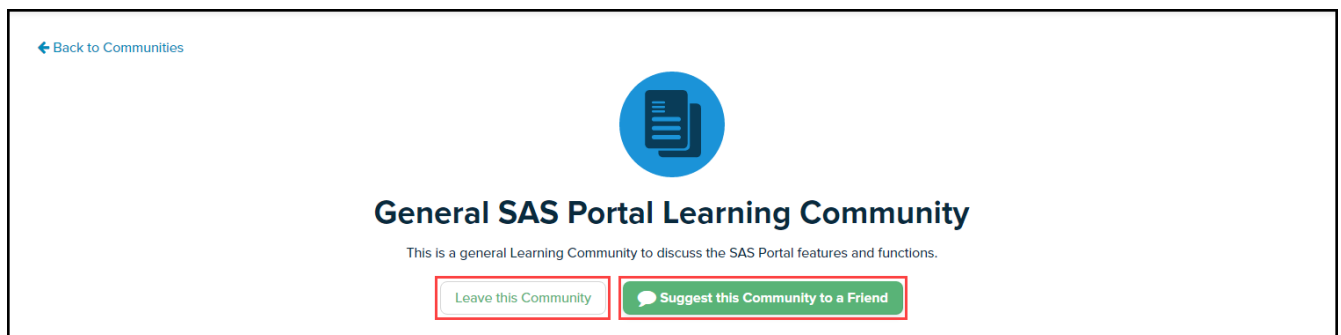 Back to Communities
General SAS Portal Learning Community
This is a general Learning Community to discuss the SAS Portal features and functions.
Leave this Community
Suggest this Community to a Friend